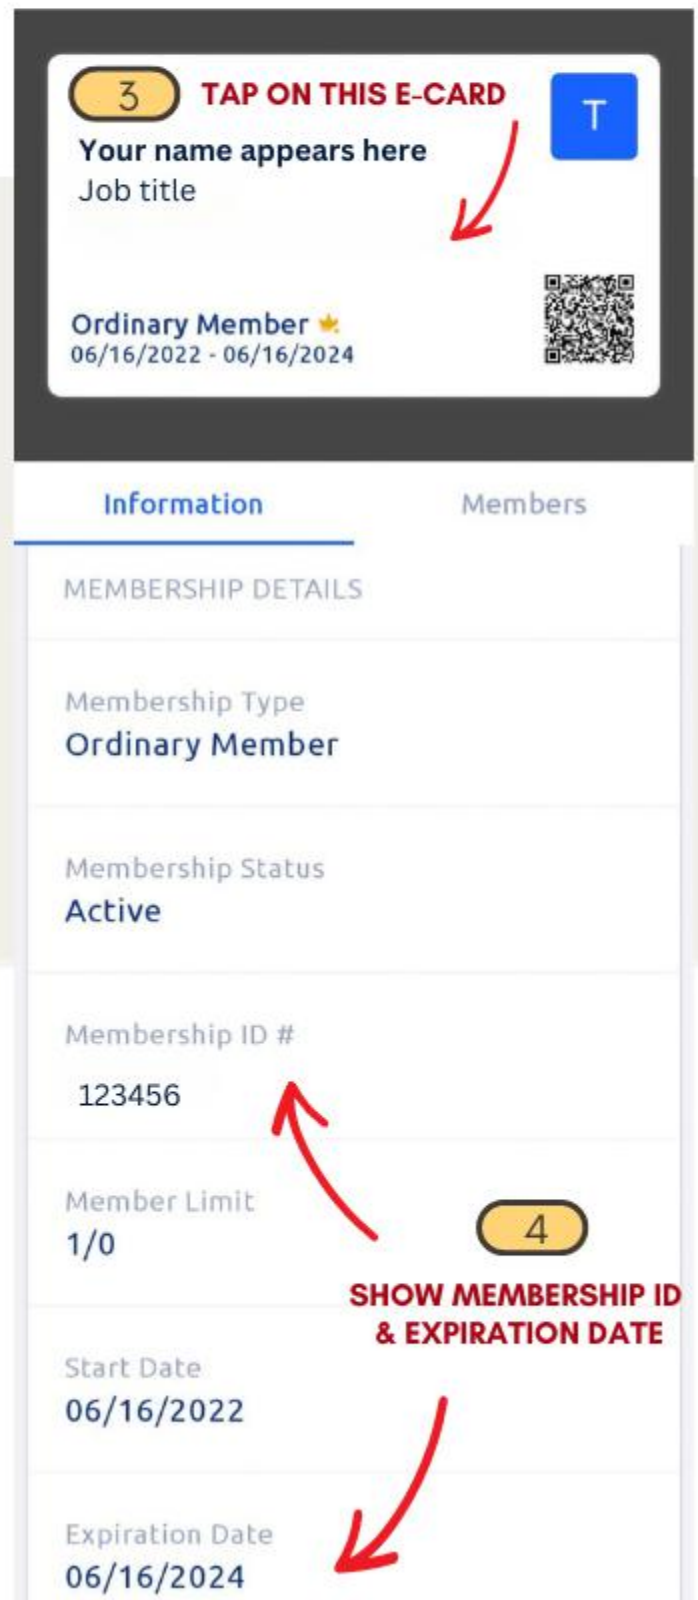 3 TAP ON THIS E-CARD
T
Your name appears here
Job title
Ordinary Member
06/16/2022 - 06/16/2024
Information Members
MEMBERSHIP DETAILS
Membership Type
Ordinary Member
Membership Status
Active
Membership ID #
123456
Member Limit
1/0
4
SHOW MEMBERSHIP ID
& EXPIRATION DATE
Start Date
06/16/2022
Expiration Date
06/16/2024